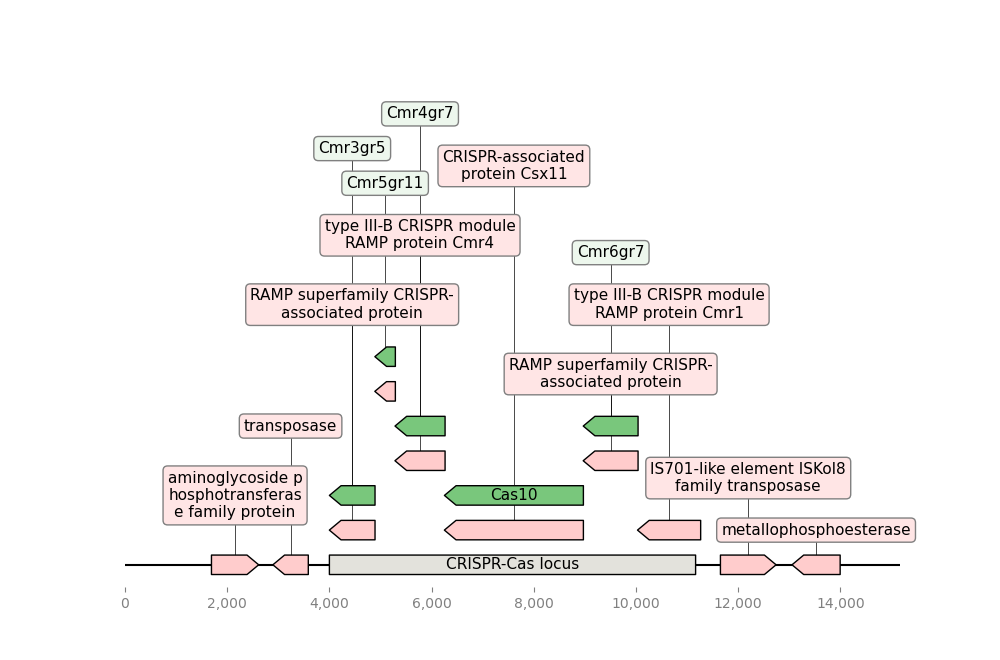 Cmr4gr7
Cmr3gr5
CRISPR-associated
protein Csx11
Cmr5gr11
type III-B CRISPR module
RAMP protein Cmr4
Cmr6gr7
RAMP superfamily CRISPR-
associated protein
type III-B CRISPR module
RAMP protein Cmr1
RAMP superfamily CRISPR-
associated protein
transposase
aminoglycoside p
hosphotransferas
e family protein
IS701-like element ISKol8
family transposase
Cas10
metallophosphoesterase
CRISPR-Cas locus
0 2,000 4,000 6,000 8,000 10,000 12,000 14,000